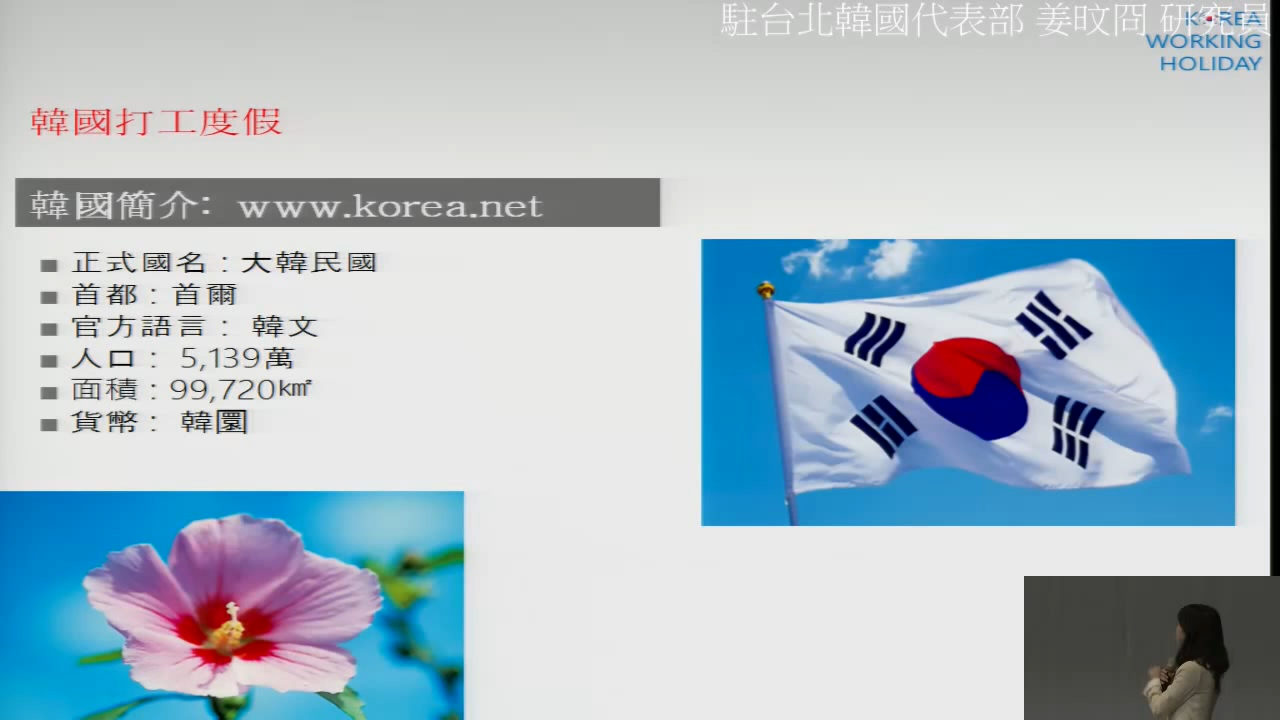 駐台北韓國代表部 姜旼冏 研究員
KOREA
WORKING
HOLIDAY
韓國打工度假
韓國簡介: www.korea.net
正式國名：大韓民國
首都：首爾
官方語言： 韓文
人口： 5,139萬
面積：99,720㎢
貨幣： 韓圜